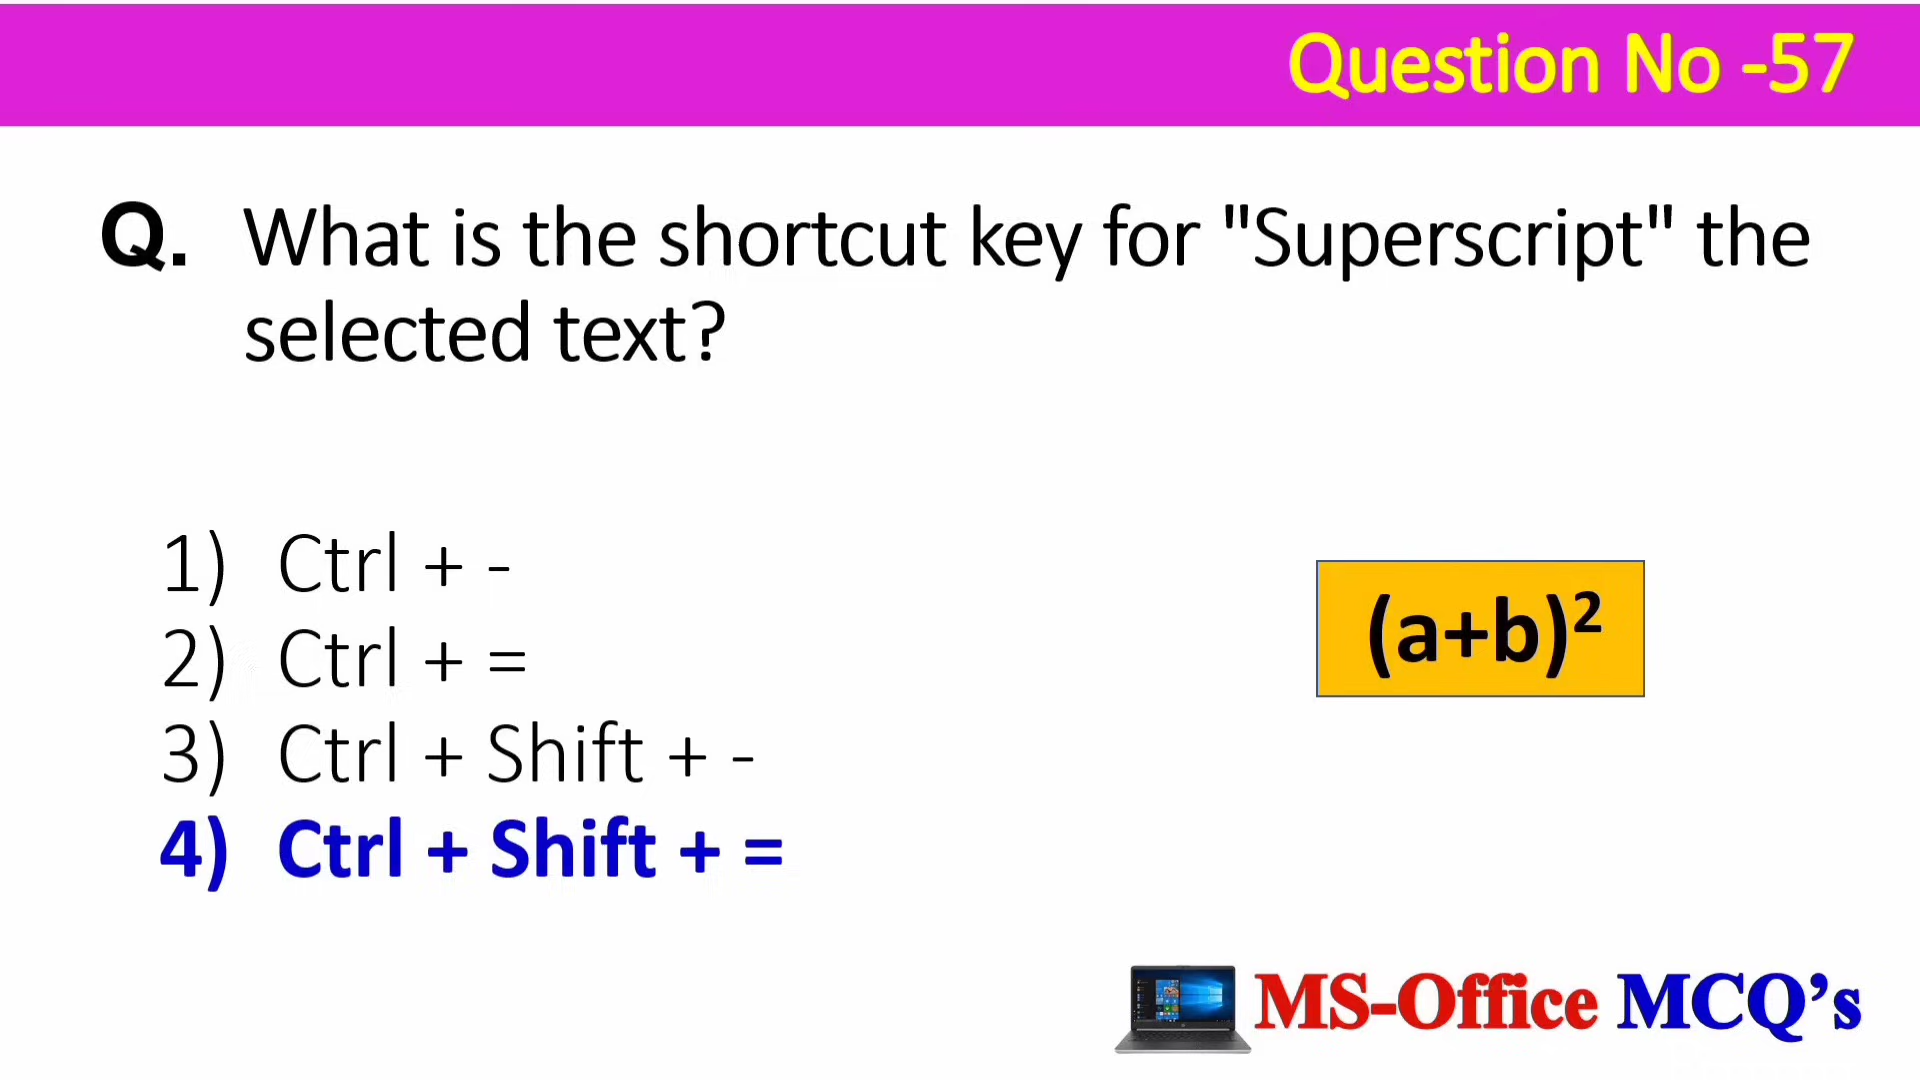 Question No -57
Q. What is the shortcut key for "Superscript" the
selected text?
1) Ctrl + -
2) Ctrl + =
3) Ctrl + Shift + -
4) Ctrl + Shift + =
(a+b)²
MS-Office MCQ’s